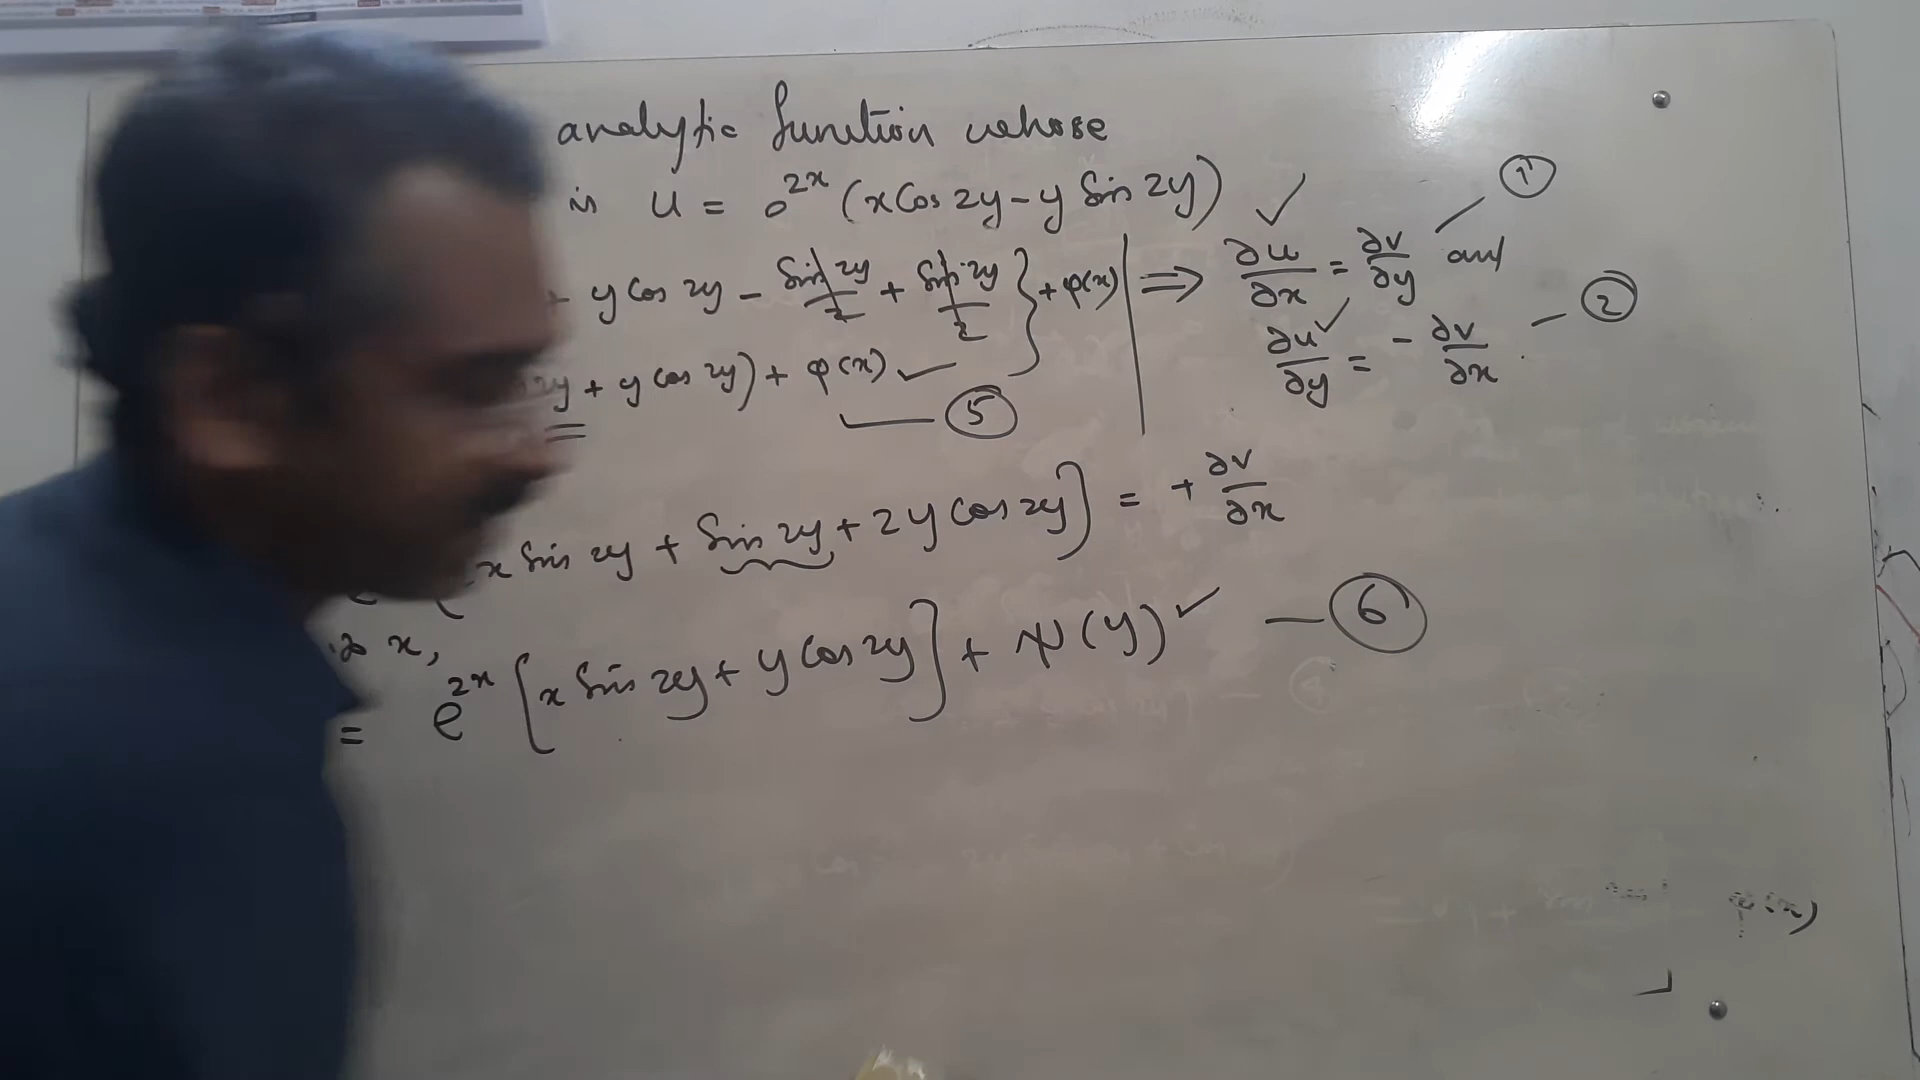 analytic function whose
is u = e^{2x} (x Cos 2y - y Sin 2y) ✓
+ y Cos 2y - Sin 2y/2 + Sin 2y/2 } + φ(x) | ⇒ ∂u/∂x = ∂v/∂y and — ①
∂u/∂y ✓ = - ∂v/∂x — ②
2y + y Cos 2y) + φ(x) ✓ — ⑤
x Sin 2y + Sin 2y + 2y Cos 2y] = + ∂v/∂x
x,
= e^{2x} [x Sin 2y + y Cos 2y] + ψ(y) ✓ — ⑥